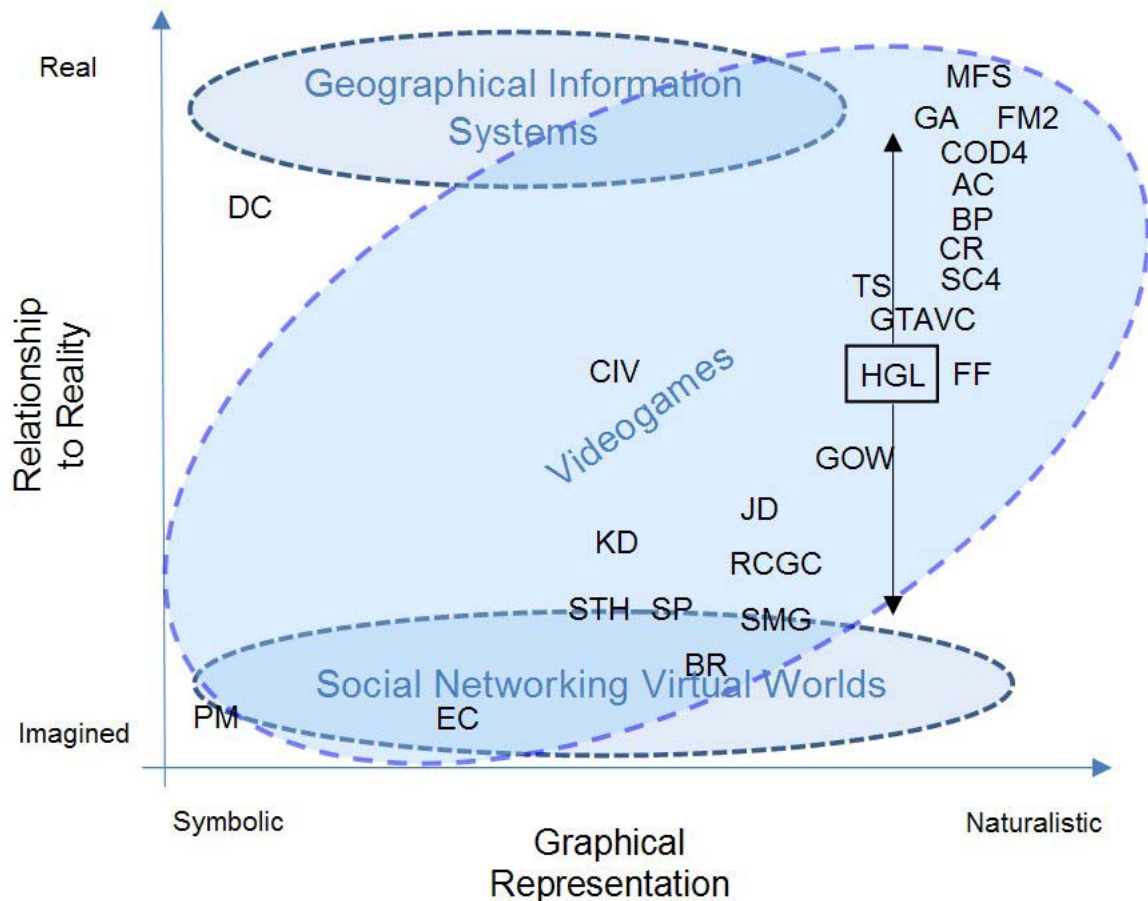 Real
Geographical Information
Systems
MFS
GA FM2
COD4
AC
DC
BP
CR
SC4
TS
GTAVC
Relationship
to Reality
CIV
Videogames
HGL FF
GOW
JD
KD
RCGC
STH SP SMG
BR
Social Networking Virtual Worlds
PM EC
Imagined
Symbolic
Naturalistic
Graphical
Representation